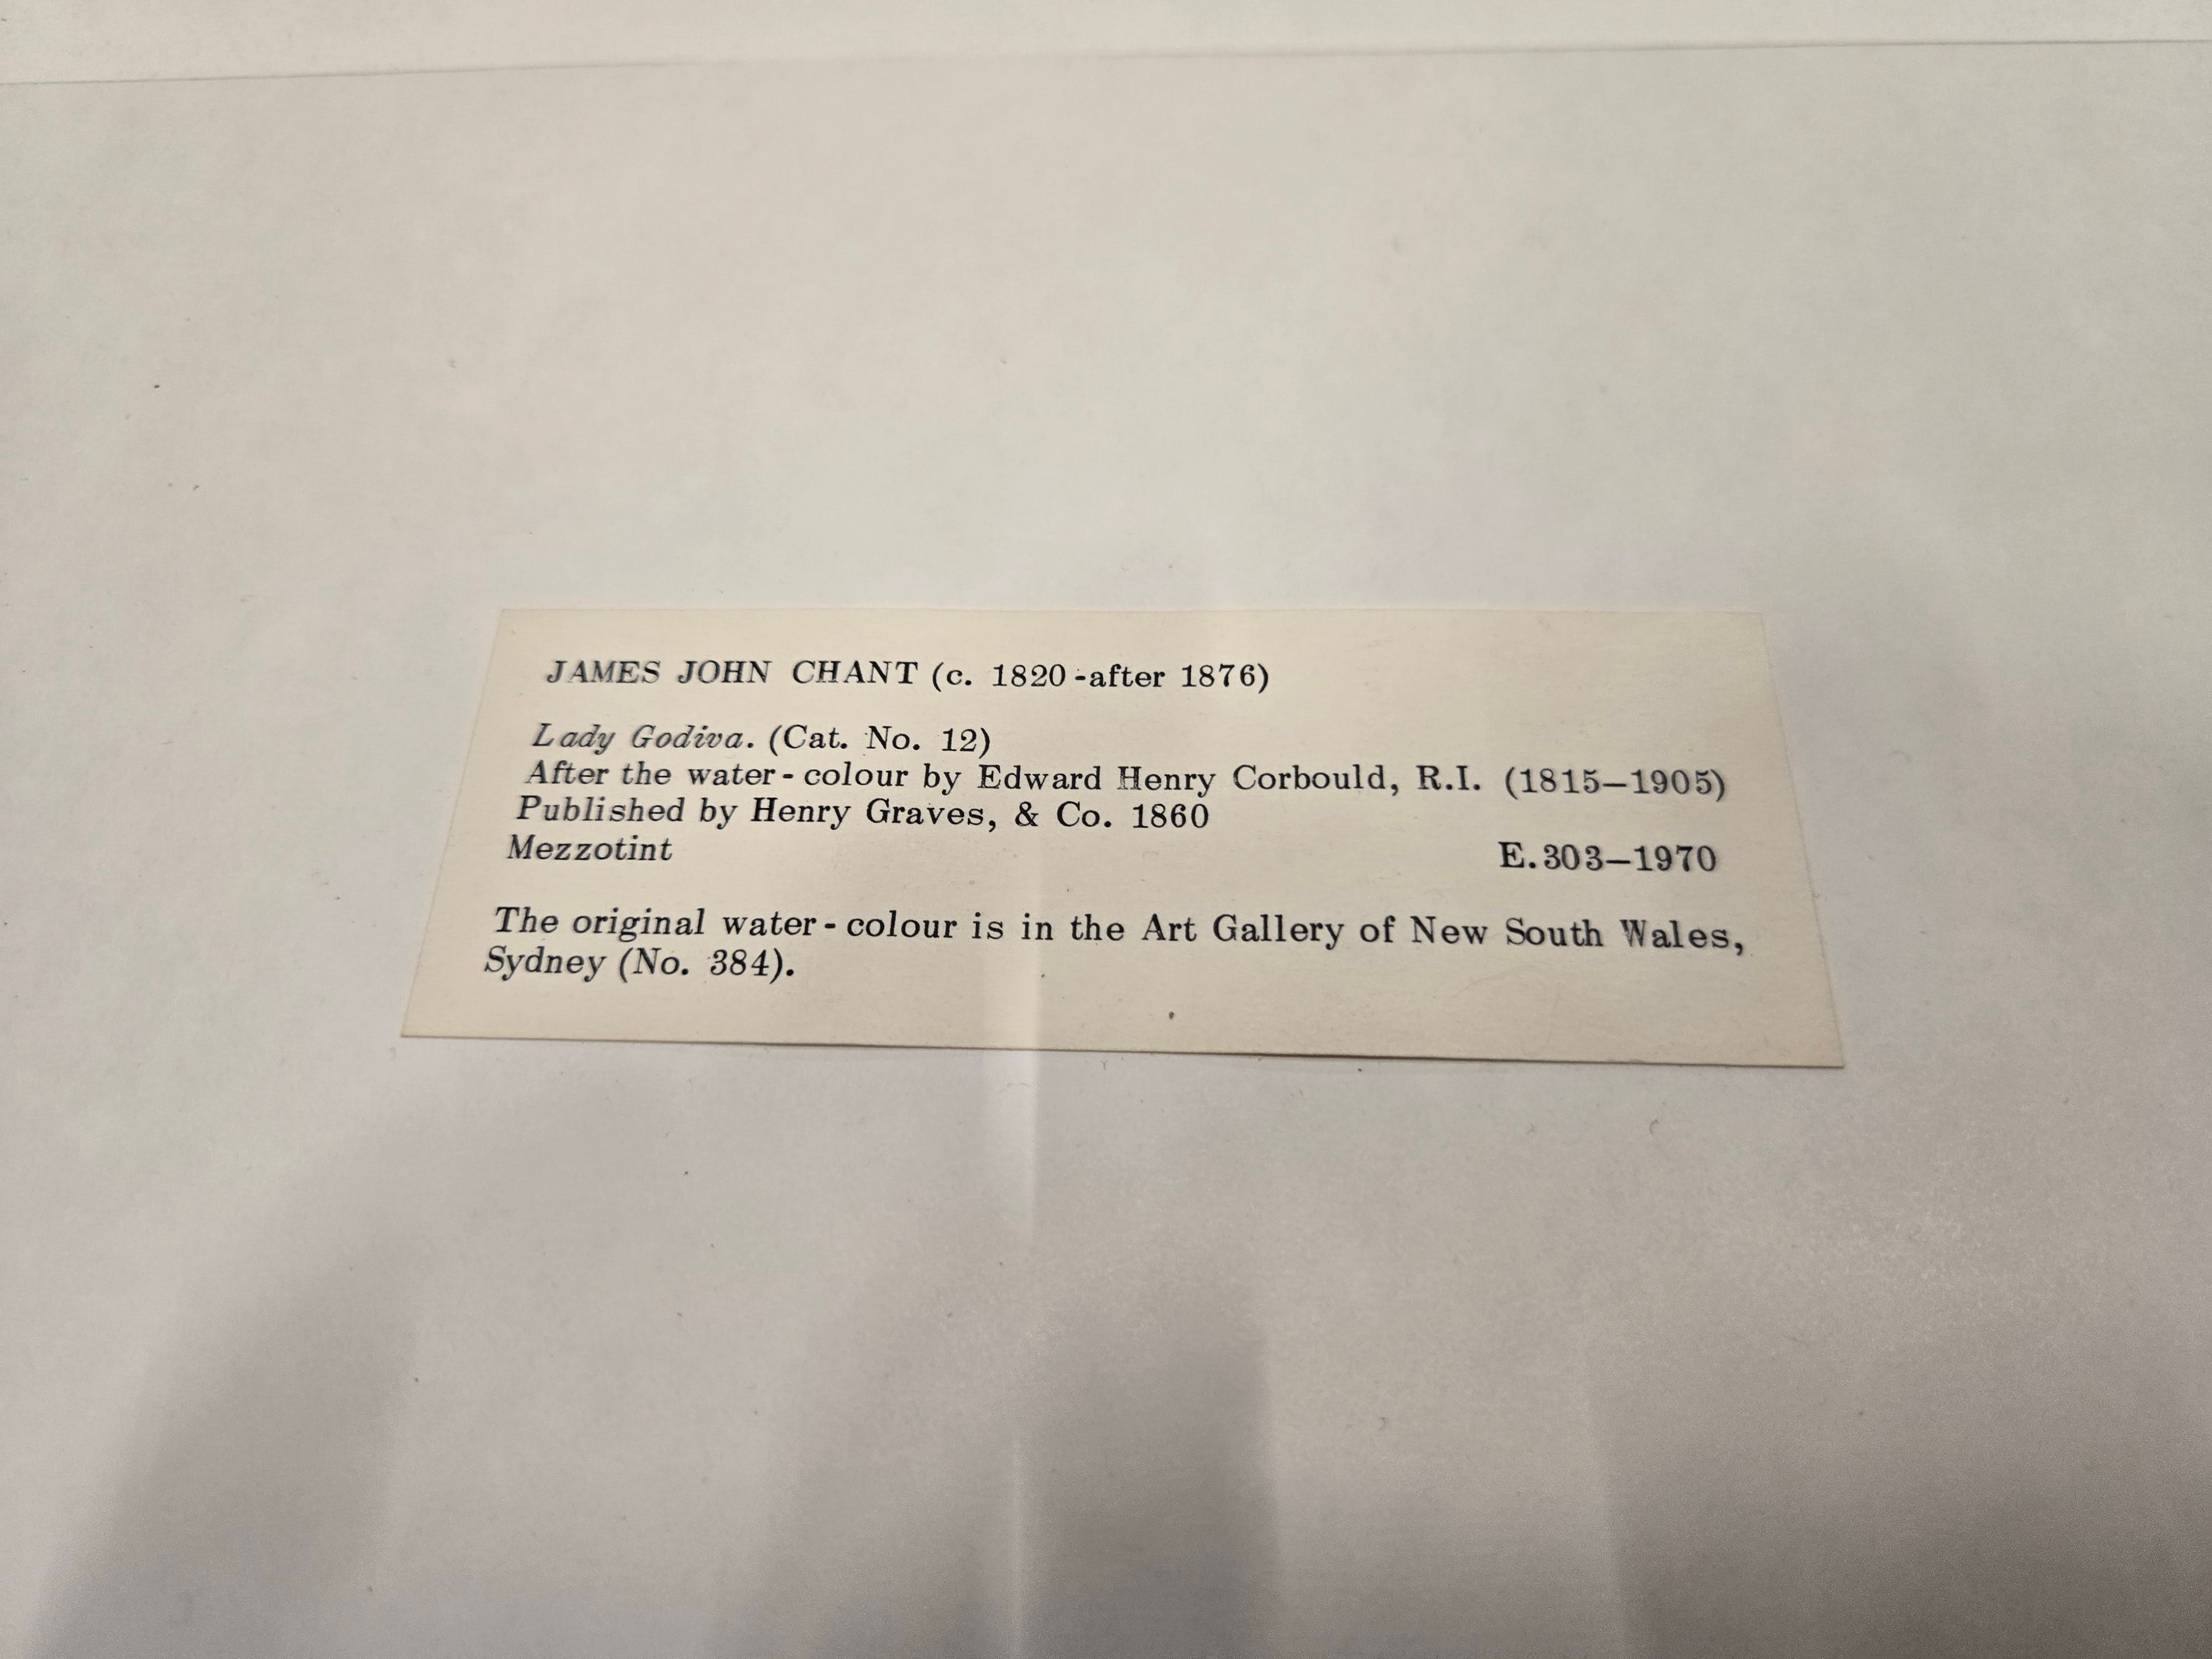 JAMES JOHN CHANT (c. 1820-after 1876)
Lady Godiva. (Cat. No. 12)
After the water-colour by Edward Henry Corbould, R.I. (1815–1905)
Published by Henry Graves, & Co. 1860
Mezzotint E.303–1970
The original water-colour is in the Art Gallery of New South Wales,
Sydney (No. 384).